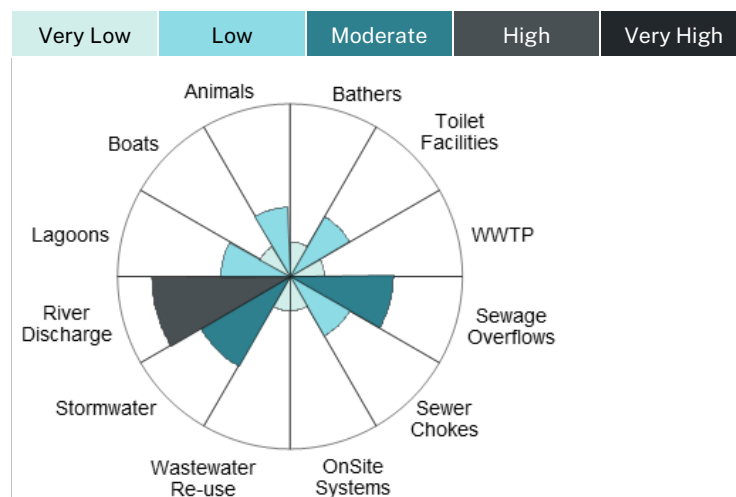 Very Low Low Moderate High Very High
Animals
Bathers
Boats
Toilet
Facilities
Lagoons
WWTP
River
Discharge
Sewage
Overflows
Stormwater
Sewer
Chokes
Wastewater
Re-use
OnSite
Systems